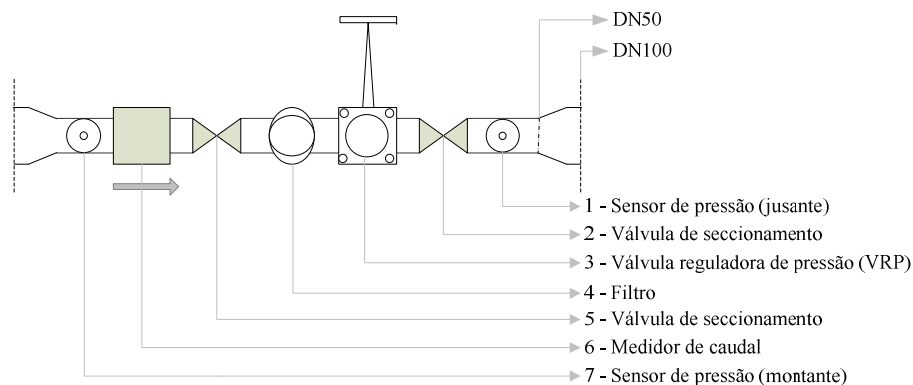 DN50
DN100
1 - Sensor de pressão (jusante)
2 - Válvula de seccionamento
3 - Válvula reguladora de pressão (VRP)
4 - Filtro
5 - Válvula de seccionamento
6 - Medidor de caudal
7 - Sensor de pressão (montante)